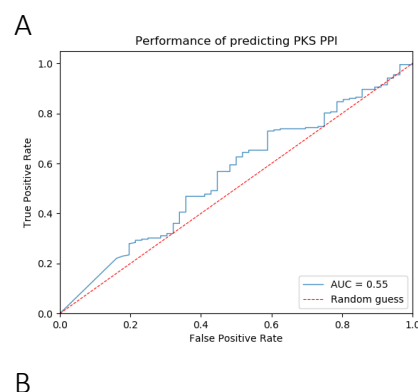 A
Performance of predicting PKS PPI
True Positive Rate
1.0
0.8
0.6
0.4
0.2
0.0
AUC = 0.55
Random guess
0.0 0.2 0.4 0.6 0.8 1.0
False Positive Rate
B